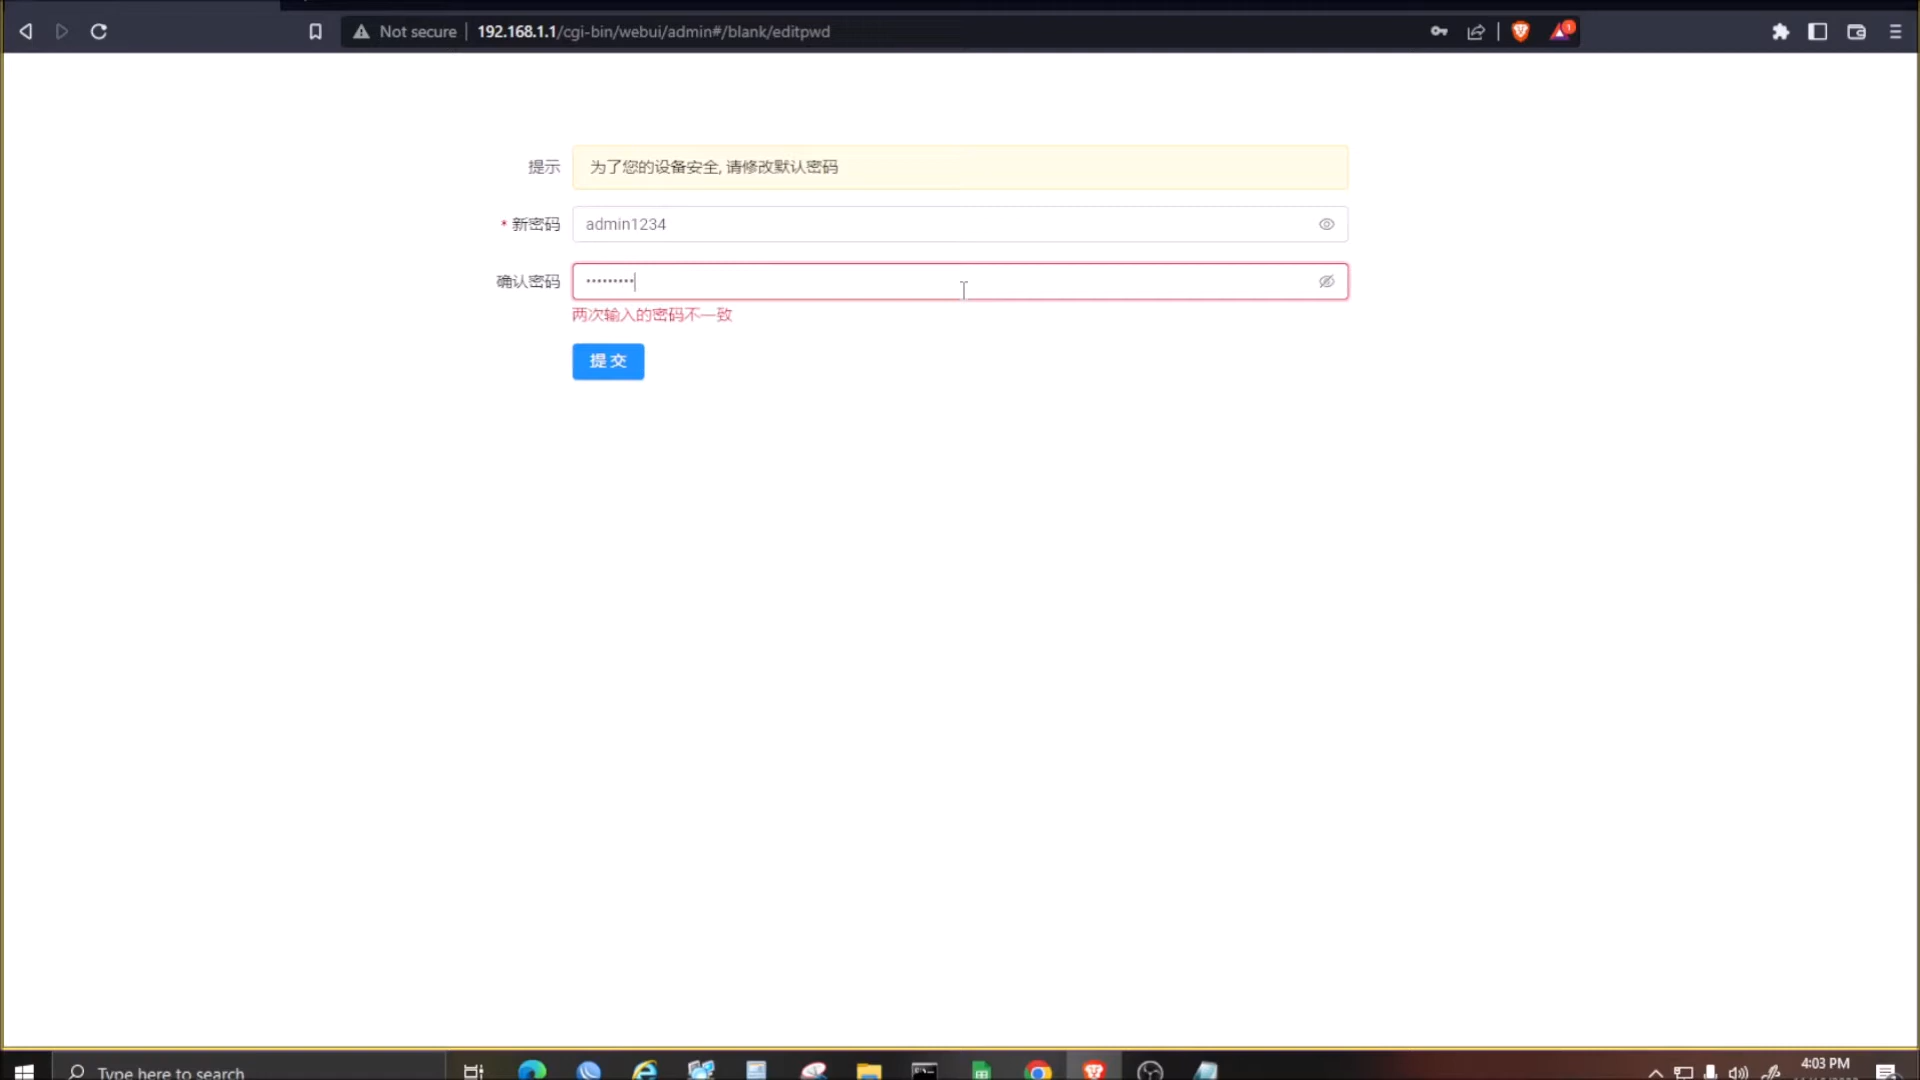 Not secure 192.168.1.1/cgi-bin/webui/admin#/blank/editpwd
提示 为了您的设备安全, 请修改默认密码
* 新密码 admin1234
确认密码 •••••••••
两次输入的密码不一致
提 交
Type here to search
4:03 PM